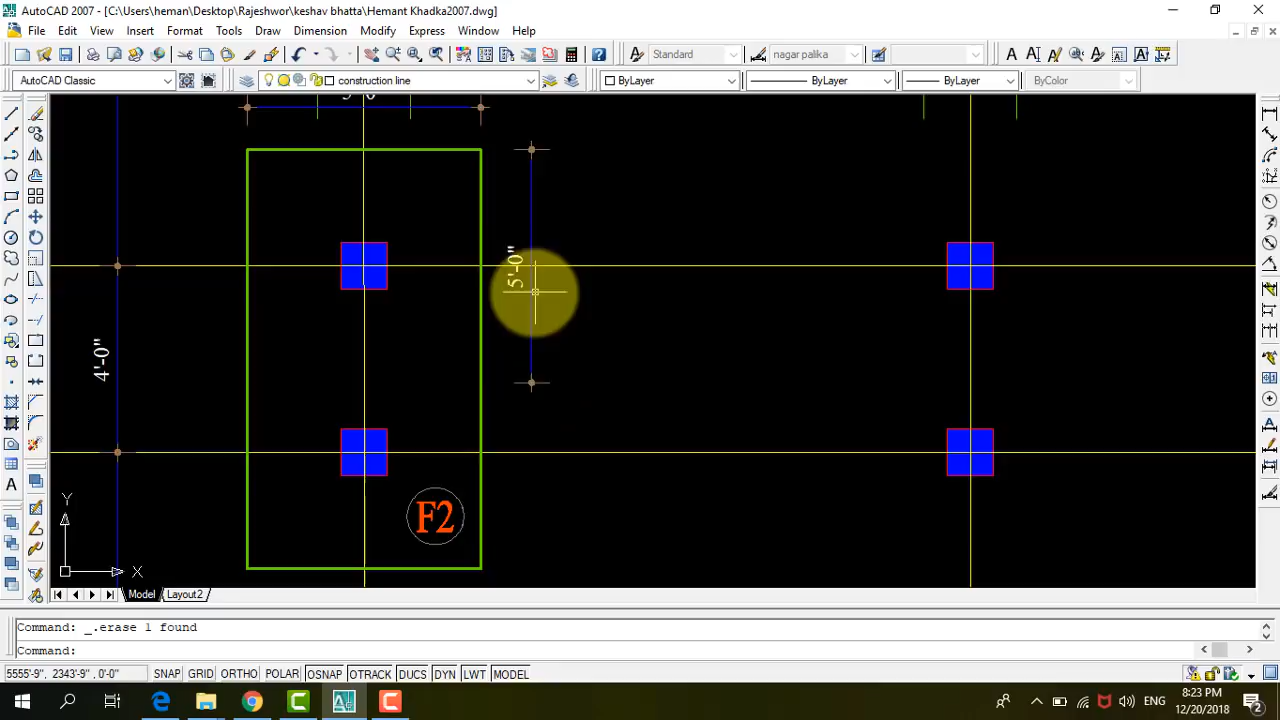 AutoCAD 2007 - [C:\Users\heman\Desktop\Rajeshwor\keshav bhatta\Hemant Khadka2007.dwg]
File Edit View Insert Format Tools Draw Dimension Modify Express Window Help
Standard nagar palika
AutoCAD Classic construction line ByLayer ByLayer ByLayer ByColor
5'-0"
4'-0"
F2
Y
X
Model Layout2
Command: _.erase 1 found
Command:
5555'-9", 2343'-9", 0'-0" SNAP GRID ORTHO POLAR OSNAP OTRACK DUCS DYN LWT MODEL
ENG
8:23 PM
12/20/2018
2